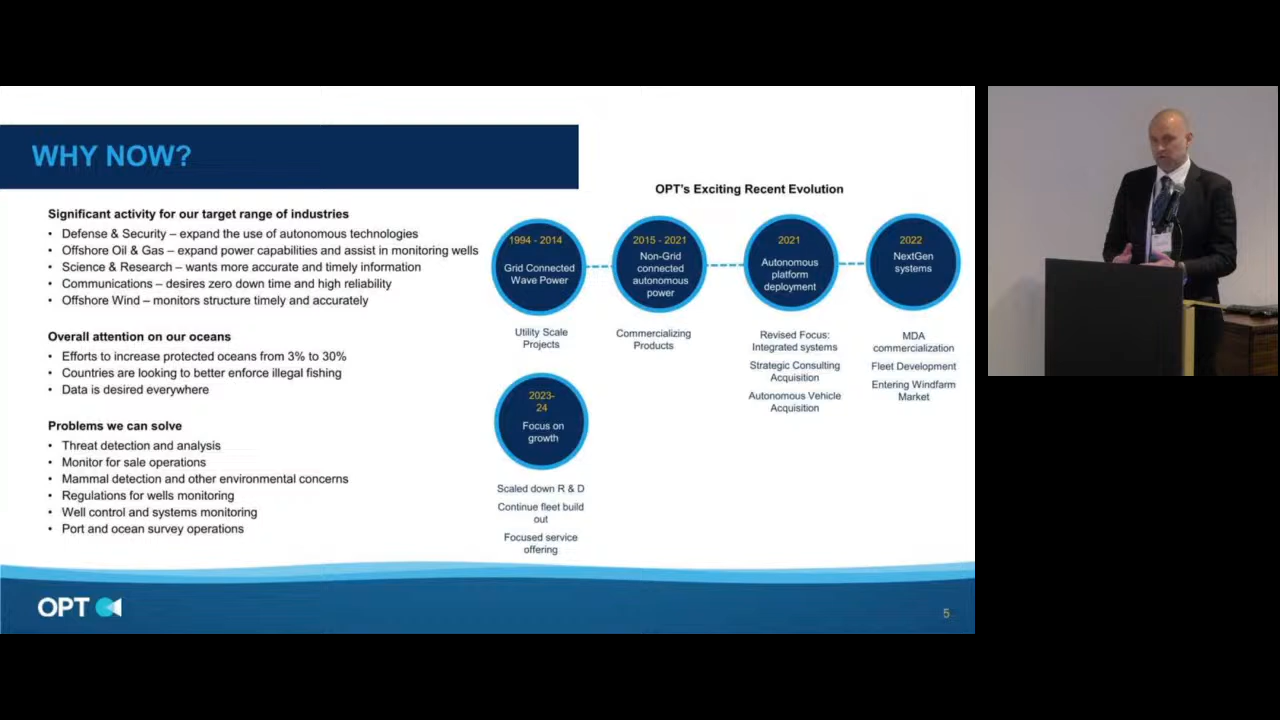 WHY NOW?
Significant activity for our target range of industries
• Defense & Security – expand the use of autonomous technologies
• Offshore Oil & Gas – expand power capabilities and assist in monitoring wells
• Science & Research – wants more accurate and timely information
• Communications – desires zero down time and high reliability
• Offshore Wind – monitors structure timely and accurately
Overall attention on our oceans
• Efforts to increase protected oceans from 3% to 30%
• Countries are looking to better enforce illegal fishing
• Data is desired everywhere
Problems we can solve
• Threat detection and analysis
• Monitor for sale operations
• Mammal detection and other environmental concerns
• Regulations for wells monitoring
• Well control and systems monitoring
• Port and ocean survey operations
OPT's Exciting Recent Evolution
1994 - 2014
Grid Connected
Wave Power
Utility Scale
Projects
2015 - 2021
Non-Grid
connected
autonomous
power
Commercializing
Products
2021
Autonomous
platform
deployment
Revised Focus:
Integrated systems
Strategic Consulting
Acquisition
Autonomous Vehicle
Acquisition
2022
NextGen
systems
MDA
commercialization
Fleet Development
Entering Windfarm
Market
2023-
24
Focus on
growth
Scaled down R & D
Continue fleet build
out
Focused service
offering
OPT
5